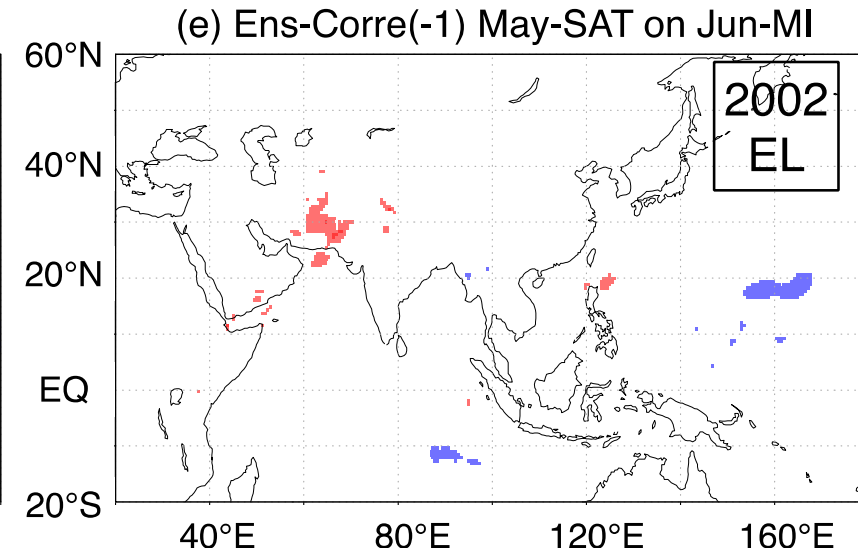 (e) Ens-Corre(-1) May-SAT on Jun-MI
60°N
2002
EL
40°N
20°N
EQ
20°S
40°E 80°E 120°E 160°E